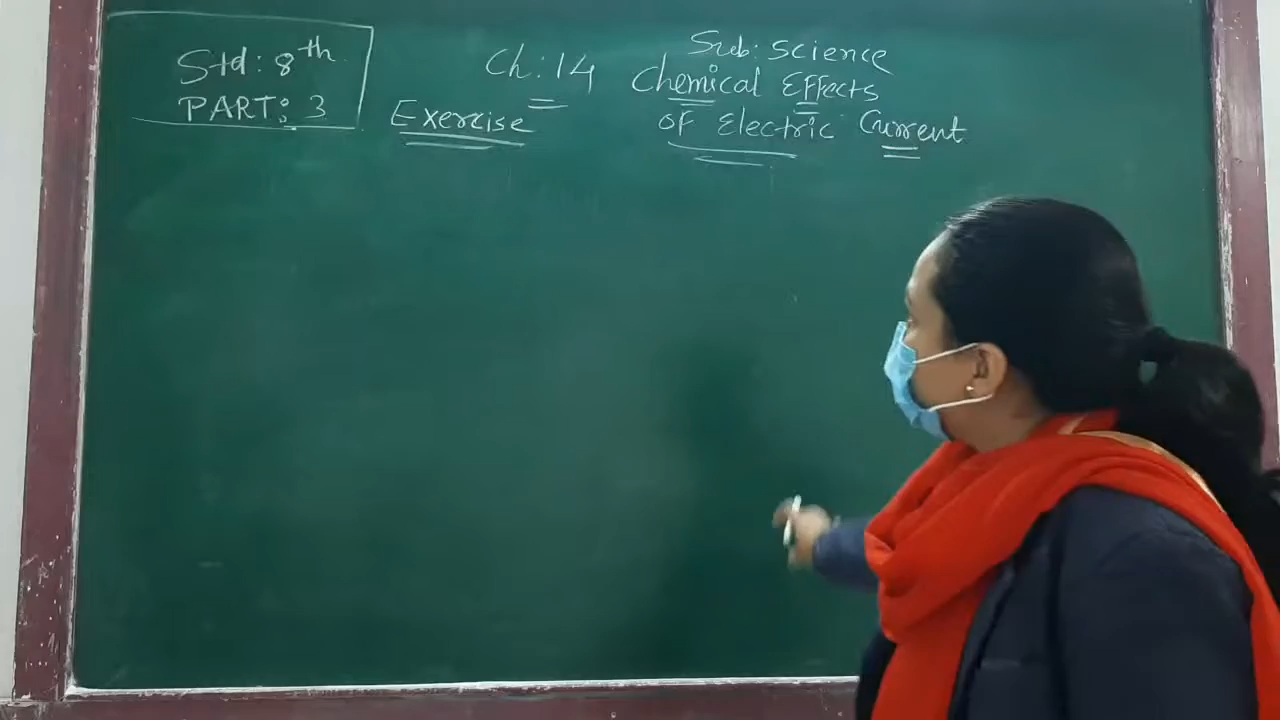 Std: 8th
PART: 3
Ch: 14
Exercise
Sub: science
Chemical Effects
of Electric Current